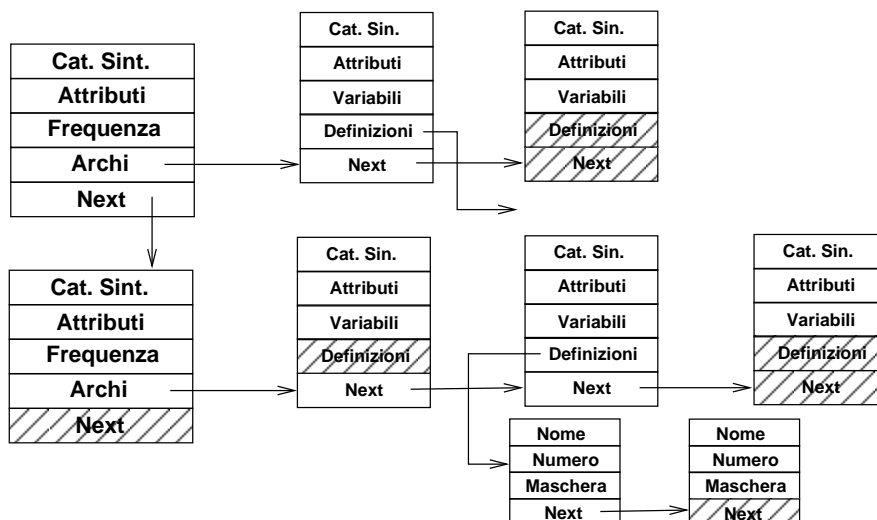 Cat. Sint.
Attributi
Frequenza
Archi
Next
Cat. Sin.
Attributi
Variabili
Definizioni
Next
Cat. Sin.
Attributi
Variabili
Definizioni
Next
Cat. Sint.
Attributi
Frequenza
Archi
Next
Cat. Sin.
Attributi
Variabili
Definizioni
Next
Cat. Sin.
Attributi
Variabili
Definizioni
Next
Cat. Sin.
Attributi
Variabili
Definizioni
Next
Nome
Numero
Maschera
Next
Nome
Numero
Maschera
Next